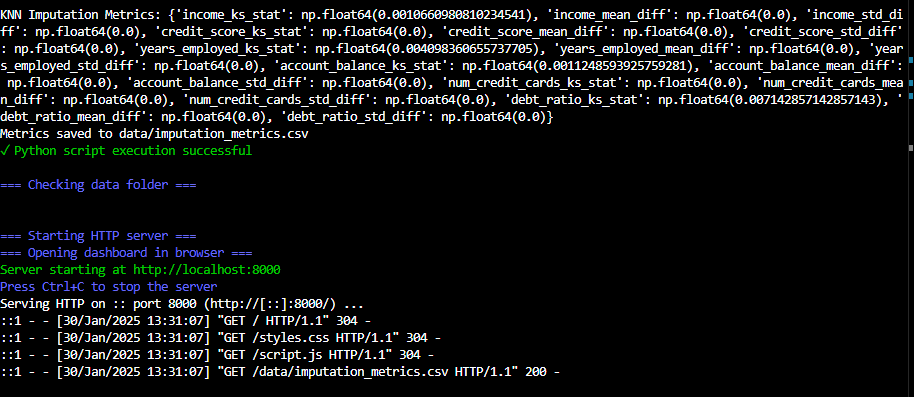 KNN Imputation Metrics: {'income_ks_stat': np.float64(0.0010660980810234541), 'income_mean_diff': np.float64(0.0), 'income_std_di
ff': np.float64(0.0), 'credit_score_ks_stat': np.float64(0.0), 'credit_score_mean_diff': np.float64(0.0), 'credit_score_std_diff'
: np.float64(0.0), 'years_employed_ks_stat': np.float64(0.004098360655737705), 'years_employed_mean_diff': np.float64(0.0), 'year
s_employed_std_diff': np.float64(0.0), 'account_balance_ks_stat': np.float64(0.0011248593925759281), 'account_balance_mean_diff':
 np.float64(0.0), 'account_balance_std_diff': np.float64(0.0), 'num_credit_cards_ks_stat': np.float64(0.0), 'num_credit_cards_mea
n_diff': np.float64(0.0), 'num_credit_cards_std_diff': np.float64(0.0), 'debt_ratio_ks_stat': np.float64(0.007142857142857143), '
debt_ratio_mean_diff': np.float64(0.0), 'debt_ratio_std_diff': np.float64(0.0)}
Metrics saved to data/imputation_metrics.csv
✓ Python script execution successful
=== Checking data folder ===
=== Starting HTTP server ===
=== Opening dashboard in browser ===
Server starting at http://localhost:8000
Press Ctrl+C to stop the server
Serving HTTP on :: port 8000 (http://[::]:8000/) ...
::1 - - [30/Jan/2025 13:31:07] "GET / HTTP/1.1" 304 -
::1 - - [30/Jan/2025 13:31:07] "GET /styles.css HTTP/1.1" 304 -
::1 - - [30/Jan/2025 13:31:07] "GET /script.js HTTP/1.1" 304 -
::1 - - [30/Jan/2025 13:31:07] "GET /data/imputation_metrics.csv HTTP/1.1" 200 -